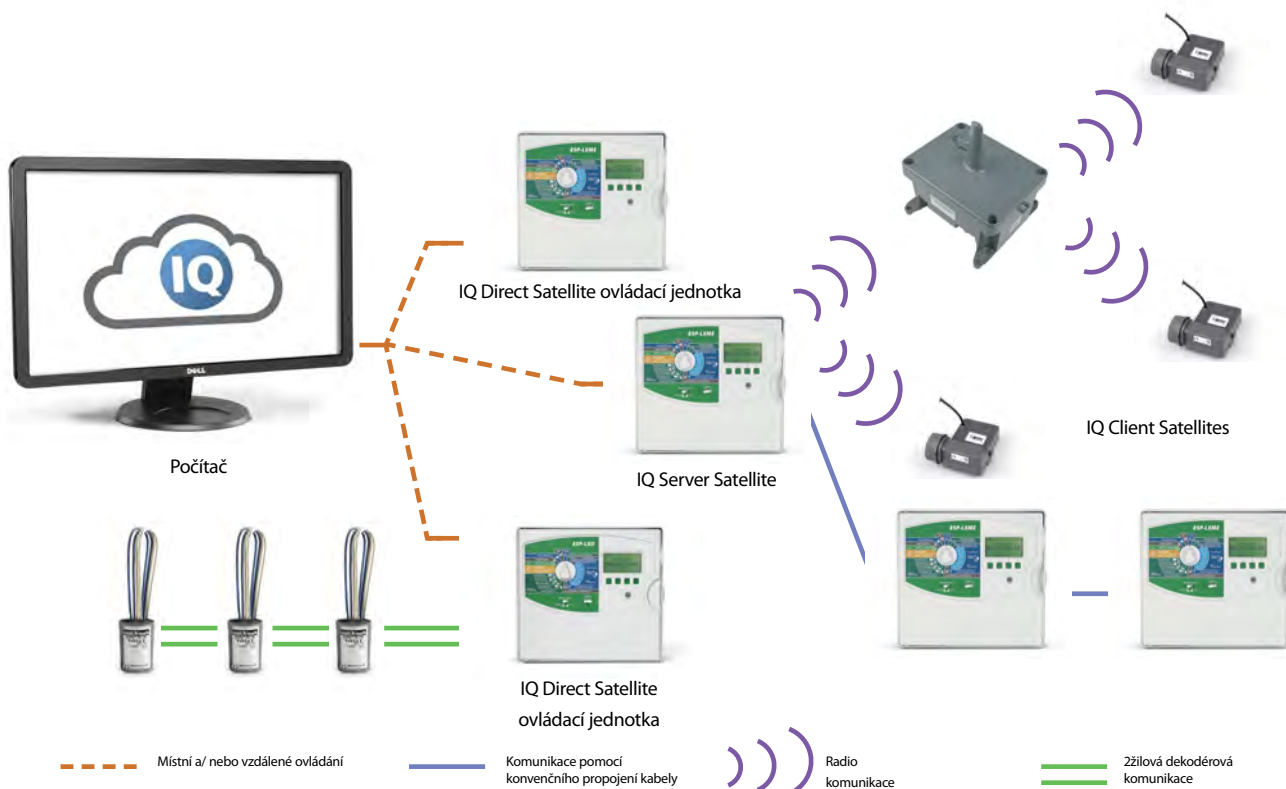 ESP-LXME
IQ
IQ Direct Satellite ovládací jednotka
ESP-LXME
DELL
Počítač
IQ Server Satellite
IQ Client Satellites
ESP-LXD
ESP-LXME
ESP-LXME
IQ Direct Satellite
ovládací jednotka
Místní a/ nebo vzdálené ovládání
Komunikace pomocí
konvenčního propojení kabely
Radio
komunikace
2žilová dekodérová
komunikace